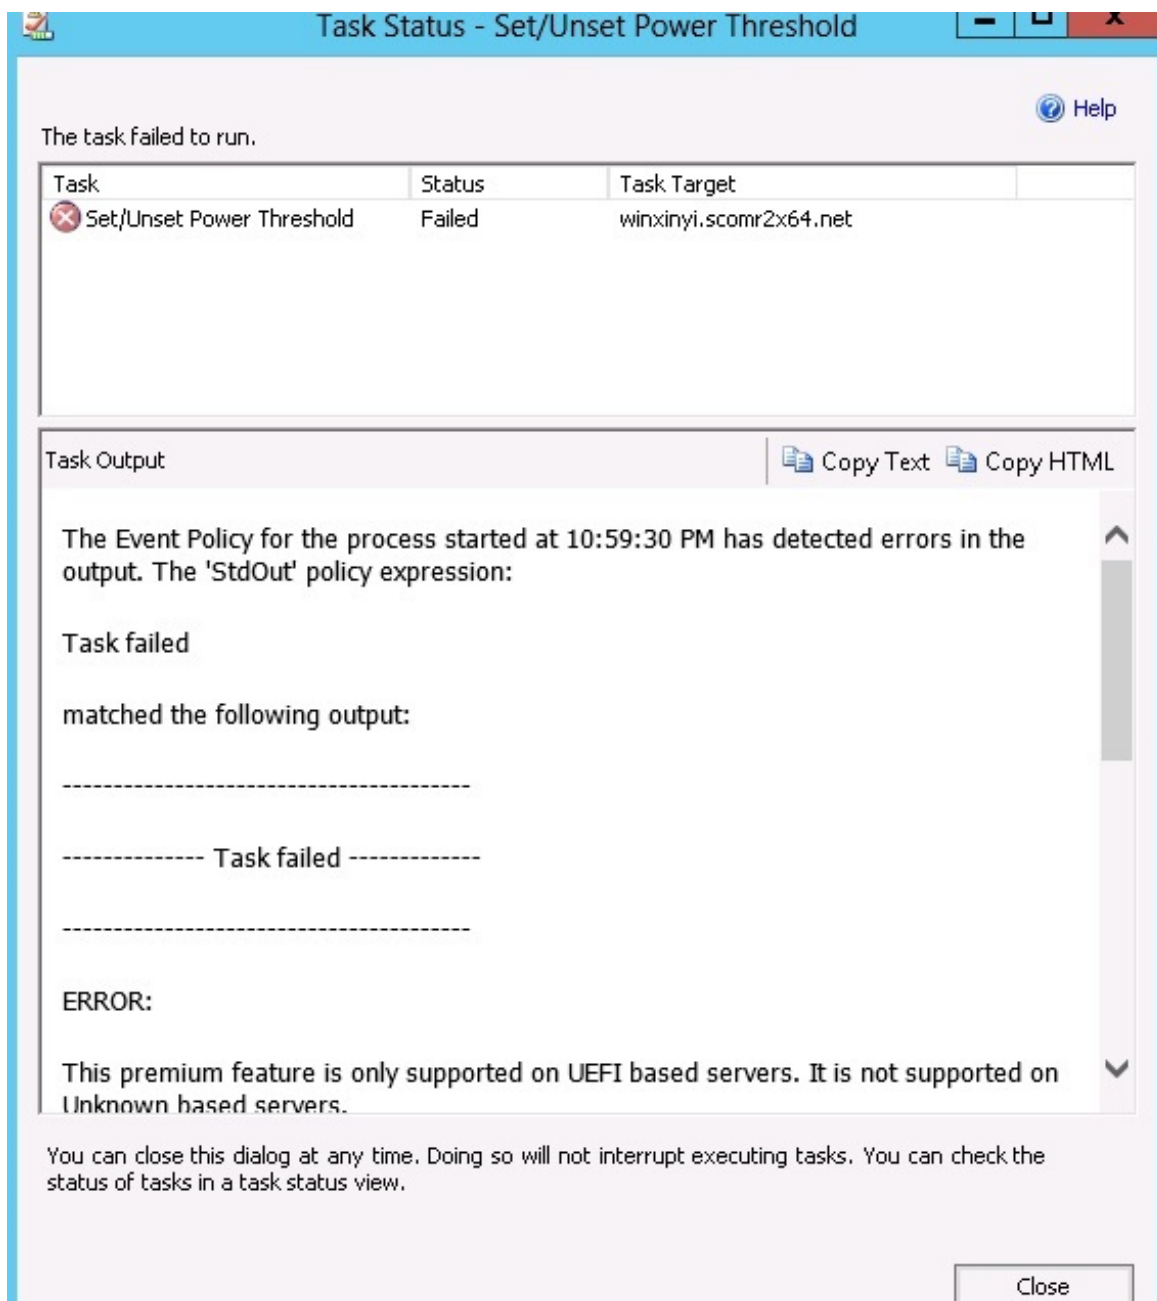 Task Status - Set/Unset Power Threshold
Help
The task failed to run.
Task Status Task Target
Set/Unset Power Threshold Failed winxinyi.scomr2x64.net
Task Output Copy Text Copy HTML
The Event Policy for the process started at 10:59:30 PM has detected errors in the
output. The 'StdOut' policy expression:
Task failed
matched the following output:
----------------------------------------
-------------- Task failed -------------
----------------------------------------
ERROR:
This premium feature is only supported on UEFI based servers. It is not supported on
Unknown based servers.
You can close this dialog at any time. Doing so will not interrupt executing tasks. You can check the
status of tasks in a task status view.
Close